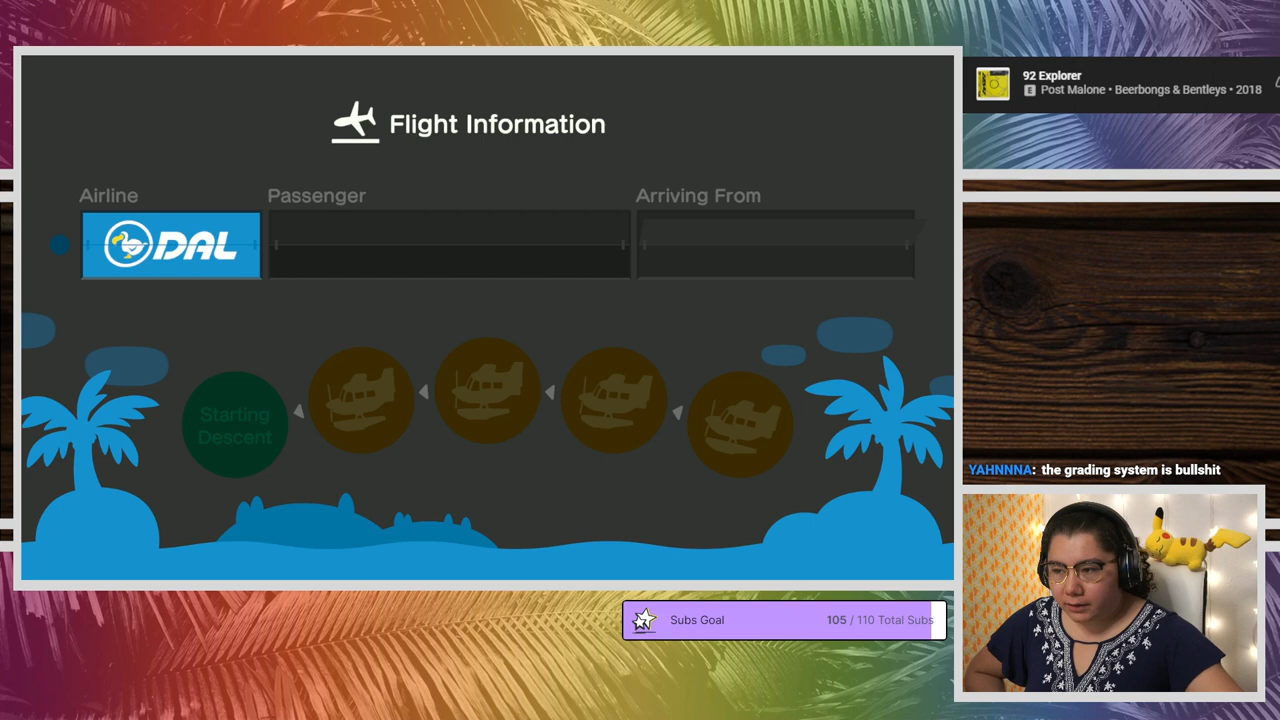 92 Explorer
E Post Malone • Beerbongs & Bentleys • 2018
Flight Information
Airline
Passenger
Arriving From
DAL
Starting
Descent
YAHNNNA: the grading system is bullshit
Subs Goal
105 / 110 Total Subs